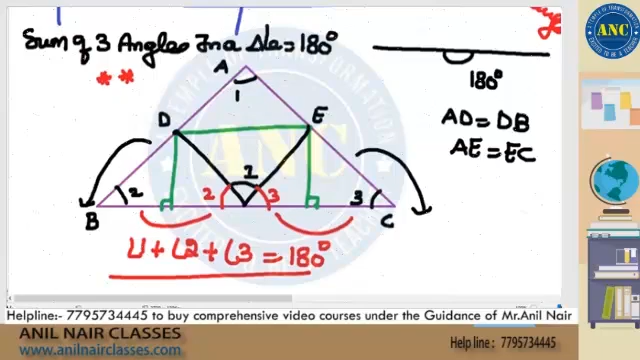 Sum of 3 Angles In a Δle = 180°
**
A
1
D
E
180°
AD = DB
AE = EC
ANC
1
2
2
3
3
B
C
∠1 + ∠2 + ∠3 = 180°
Helpline:- 7795734445 to buy comprehensive video courses under the Guidance of Mr.Anil Nair
ANIL NAIR CLASSES
www.anilnairclasses.com
Help line : 7795734445